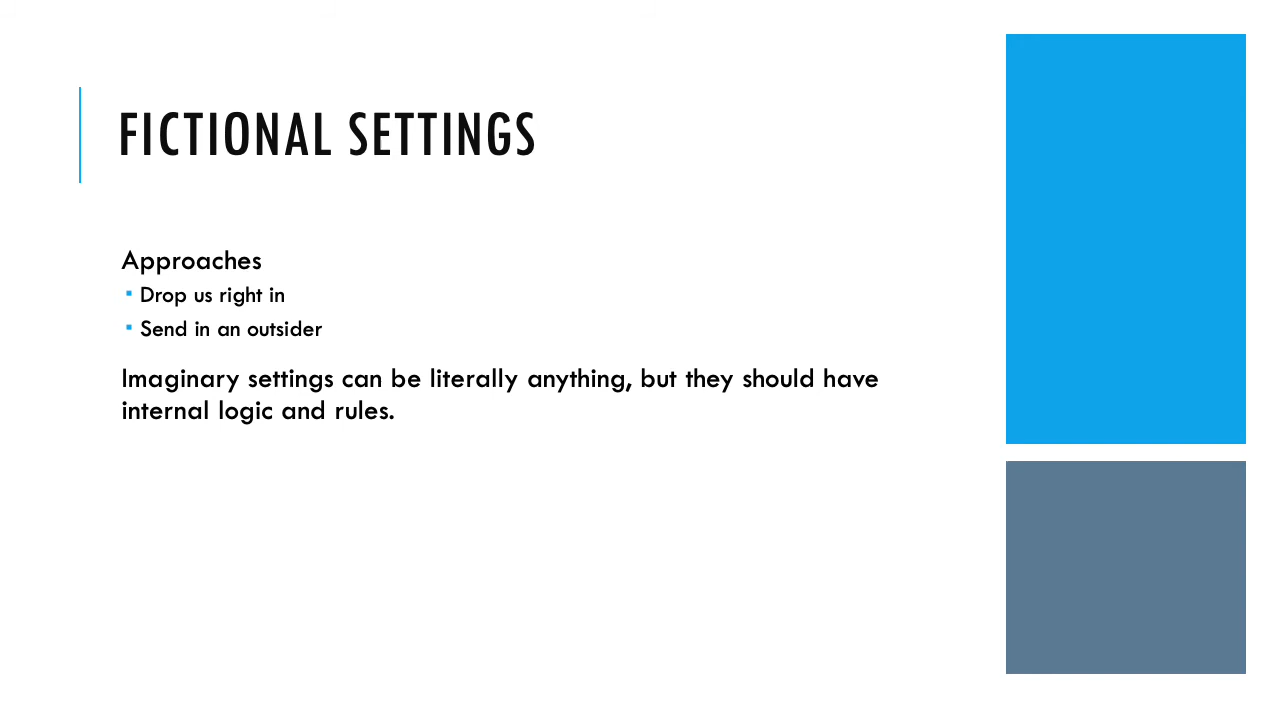 FICTIONAL SETTINGS
Approaches
Drop us right in
Send in an outsider
Imaginary settings can be literally anything, but they should have
internal logic and rules.